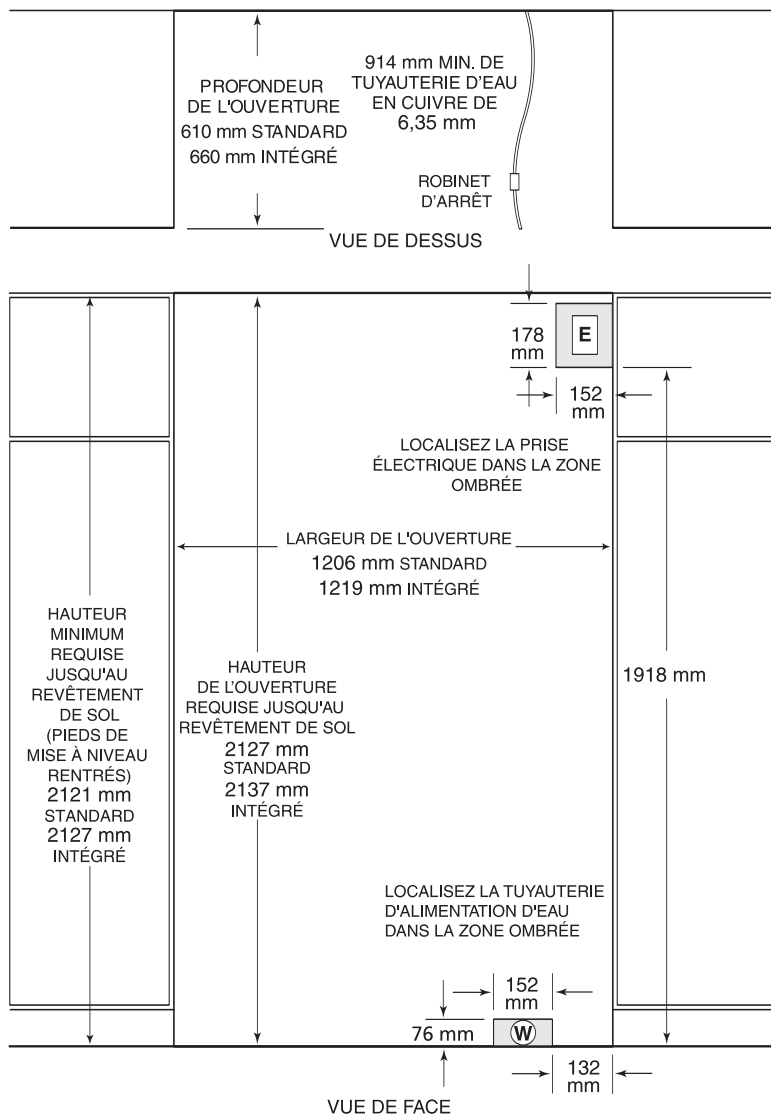 PROFONDEUR
DE L'OUVERTURE
610 mm STANDARD
660 mm INTÉGRÉ
914 mm MIN. DE
TUYAUTERIE D'EAU
EN CUIVRE DE
6,35 mm
ROBINET
D'ARRÊT
VUE DE DESSUS
E
178
mm
152
mm
LOCALISEZ LA PRISE
ÉLECTRIQUE DANS LA ZONE
OMBRÉE
LARGEUR DE L'OUVERTURE
1206 mm STANDARD
1219 mm INTÉGRÉ
HAUTEUR
MINIMUM
REQUISE
JUSQU'AU
REVÊTEMENT
DE SOL
(PIEDS DE
MISE À NIVEAU
RENTRÉS)
2121 mm
STANDARD
2127 mm
INTÉGRÉ
HAUTEUR
DE L'OUVERTURE
REQUISE JUSQU'AU
REVÊTEMENT DE SOL
2127 mm
STANDARD
2137 mm
INTÉGRÉ
1918 mm
LOCALISEZ LA TUYAUTERIE
D'ALIMENTATION D'EAU
DANS LA ZONE OMBRÉE
152
mm
76 mm
W
132
mm
VUE DE FACE